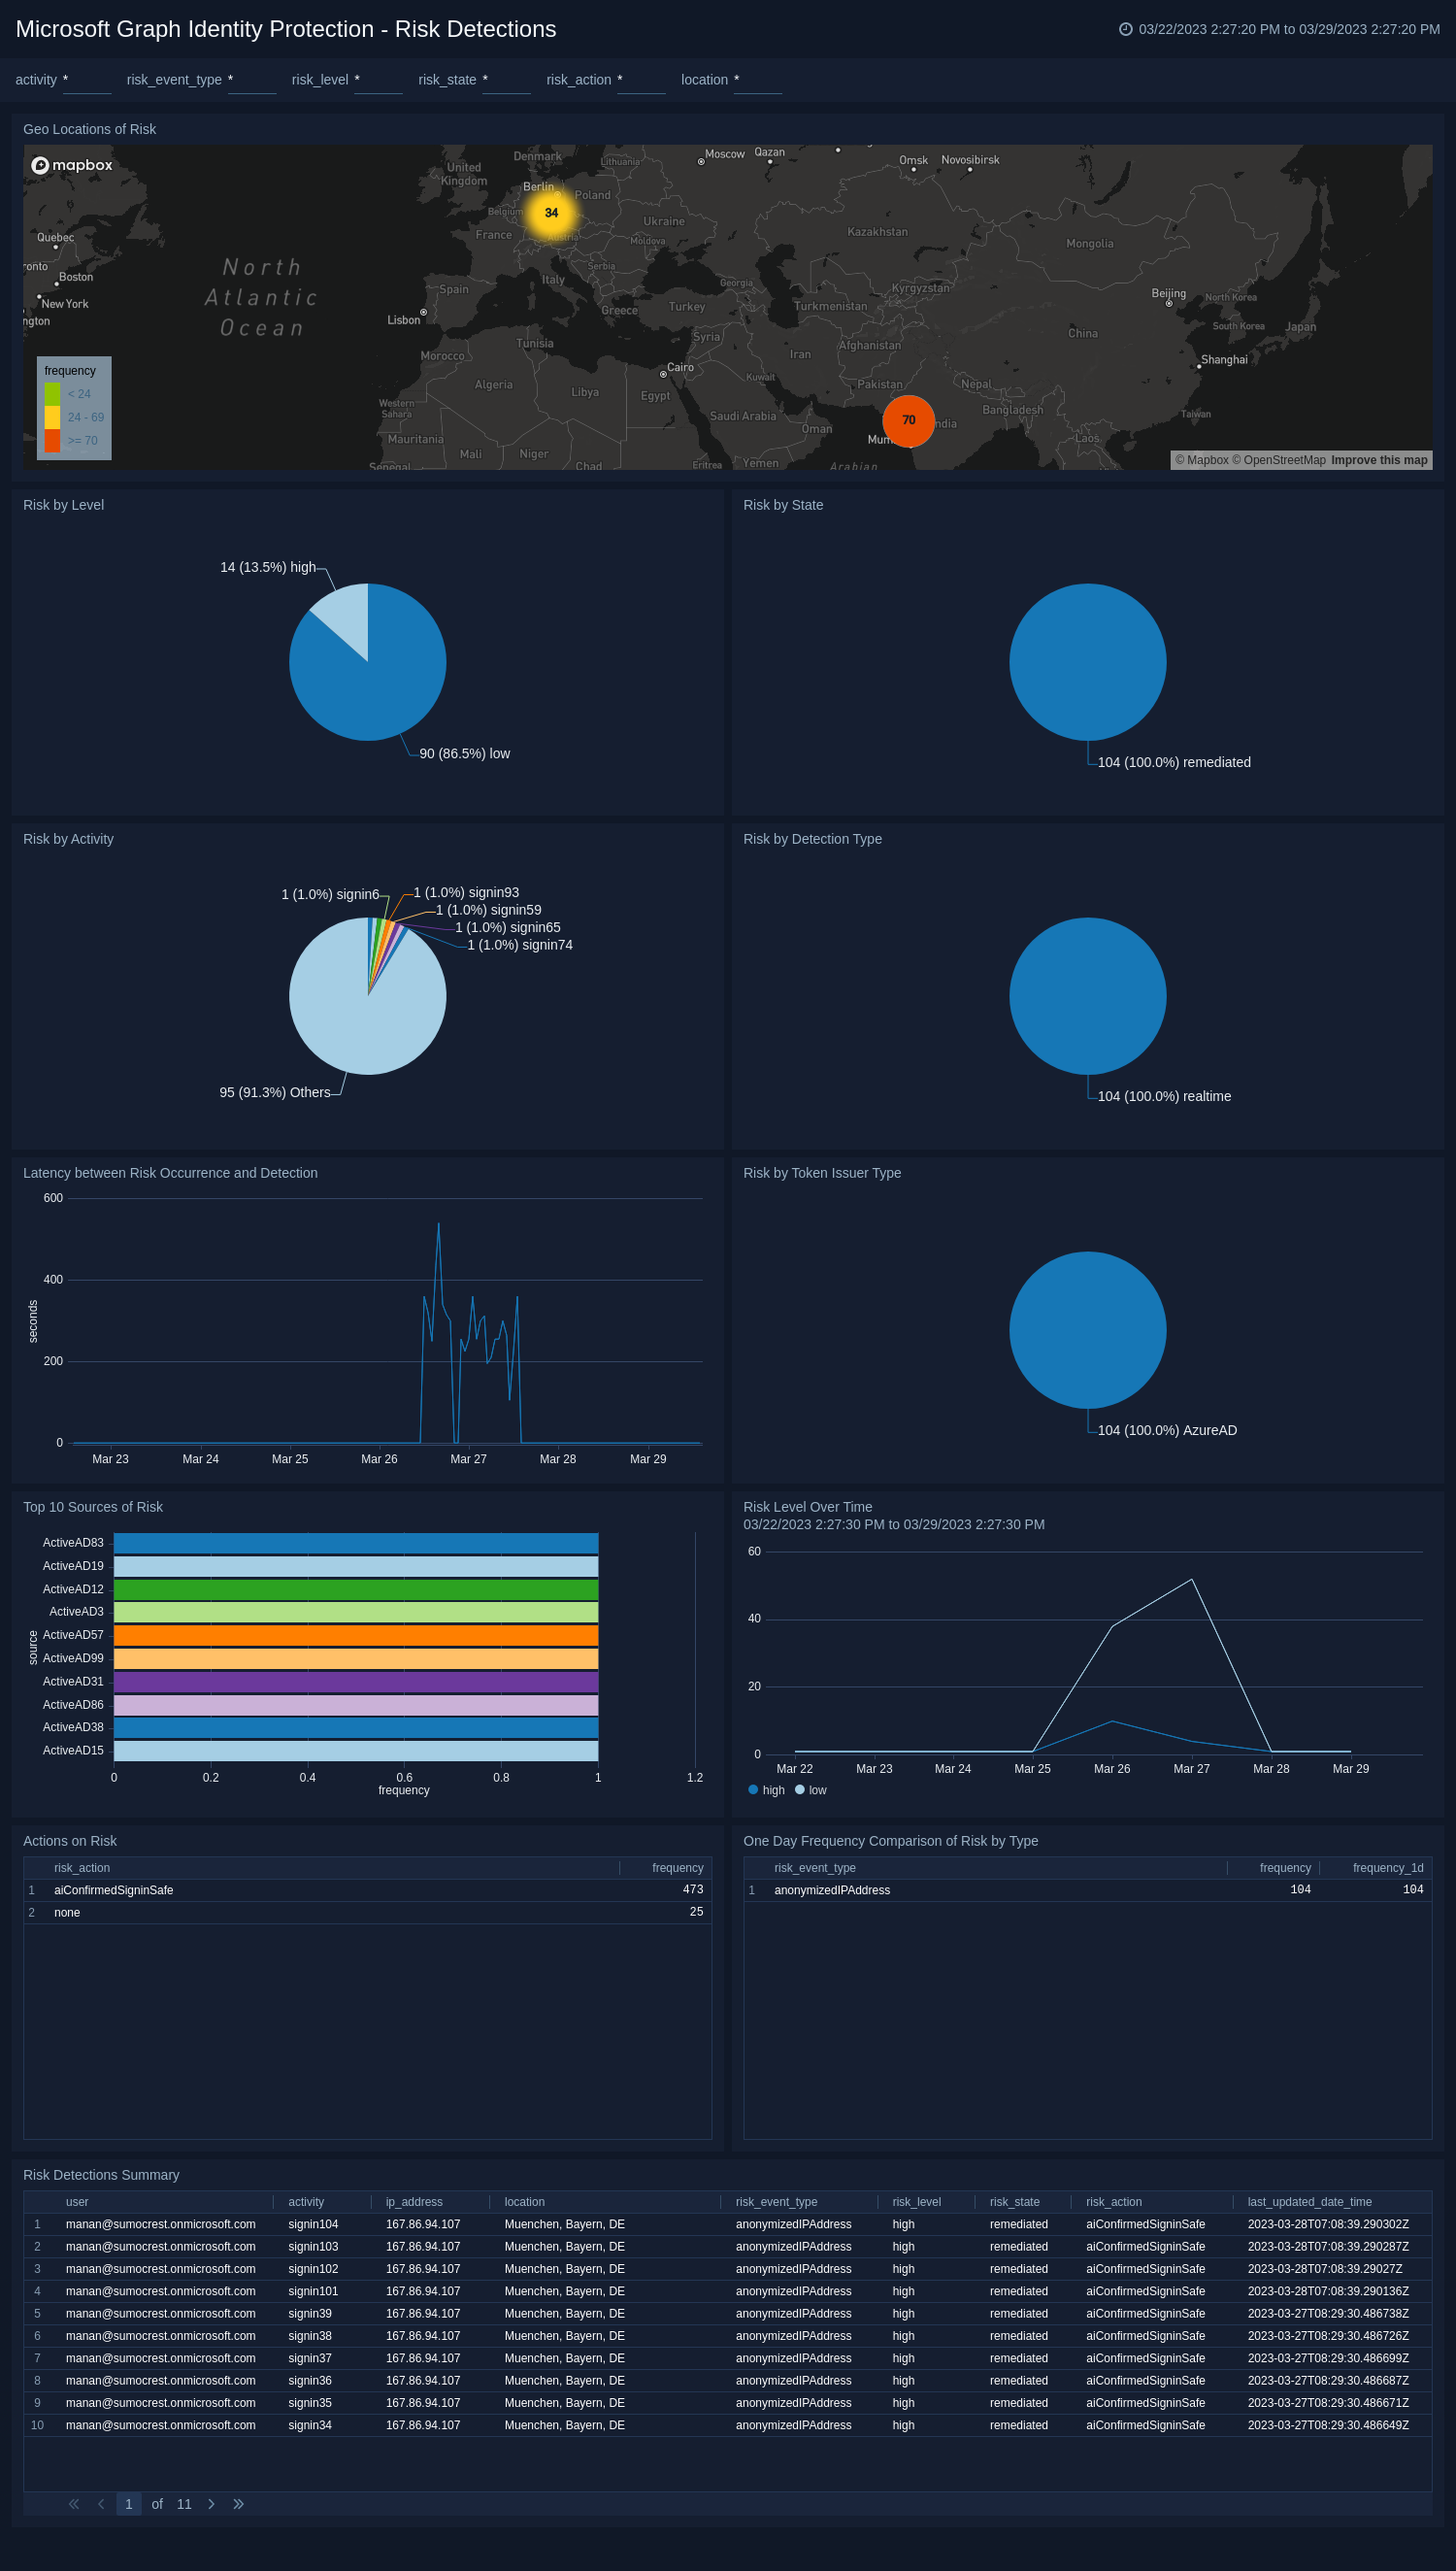 Microsoft Graph Identity Protection - Risk Detections
03/22/2023 2:27:20 PM to 03/29/2023 2:27:20 PM
activity * risk_event_type * risk_level * risk_state * risk_action * location *
Geo Locations of Risk
mapbox
Denmark
Lithuania
Moscow
Qazan
Omsk
Novosibirsk
United
Kingdom
Berlin
Poland
Belgium
34
Ukraine
France
Austria
Moldova
Kazakhstan
Mongolia
Quebec
ronto
Boston
New York
ngton
North
Atlantic
Ocean
Serbia
Italy
Spain
Georgia
Kyrgyzstan
Beijing
North Korea
Greece
Turkey
Turkmenistan
Lisbon
South Korea
Japan
Syria
China
Tunisia
Afghanistan
Iran
Morocco
Cairo
Shanghai
Algeria
Libya
Egypt
Kuwait
Pakistan
Nepal
Western
Sahara
Saudi Arabia
Bangladesh
Taiwan
70
ndia
Oman
Mum
Mauritania
Laos
Mali
Niger
Chad
Senegal
Eritrea
Yemen
Arabian
frequency
< 24
24 - 69
>= 70
© Mapbox © OpenStreetMap Improve this map
Risk by Level
14 (13.5%) high
90 (86.5%) low
Risk by State
104 (100.0%) remediated
Risk by Activity
1 (1.0%) signin6
1 (1.0%) signin93
1 (1.0%) signin59
1 (1.0%) signin65
1 (1.0%) signin74
95 (91.3%) Others
Risk by Detection Type
104 (100.0%) realtime
Latency between Risk Occurrence and Detection
600
400
200
0
seconds
Mar 23 Mar 24 Mar 25 Mar 26 Mar 27 Mar 28 Mar 29
Risk by Token Issuer Type
104 (100.0%) AzureAD
Top 10 Sources of Risk
source
ActiveAD83
ActiveAD19
ActiveAD12
ActiveAD3
ActiveAD57
ActiveAD99
ActiveAD31
ActiveAD86
ActiveAD38
ActiveAD15
0 0.2 0.4 0.6 0.8 1 1.2
frequency
Risk Level Over Time
03/22/2023 2:27:30 PM to 03/29/2023 2:27:30 PM
60
40
20
0
Mar 22 Mar 23 Mar 24 Mar 25 Mar 26 Mar 27 Mar 28 Mar 29
high low
Actions on Risk
risk_action frequency
1 aiConfirmedSigninSafe 473
2 none 25
One Day Frequency Comparison of Risk by Type
risk_event_type frequency frequency_1d
1 anonymizedIPAddress 104 104
Risk Detections Summary
user activity ip_address location risk_event_type risk_level risk_state risk_action last_updated_date_time
1 manan@sumocrest.onmicrosoft.com signin104 167.86.94.107 Muenchen, Bayern, DE anonymizedIPAddress high remediated aiConfirmedSigninSafe 2023-03-28T07:08:39.290302Z
2 manan@sumocrest.onmicrosoft.com signin103 167.86.94.107 Muenchen, Bayern, DE anonymizedIPAddress high remediated aiConfirmedSigninSafe 2023-03-28T07:08:39.290287Z
3 manan@sumocrest.onmicrosoft.com signin102 167.86.94.107 Muenchen, Bayern, DE anonymizedIPAddress high remediated aiConfirmedSigninSafe 2023-03-28T07:08:39.29027Z
4 manan@sumocrest.onmicrosoft.com signin101 167.86.94.107 Muenchen, Bayern, DE anonymizedIPAddress high remediated aiConfirmedSigninSafe 2023-03-28T07:08:39.290136Z
5 manan@sumocrest.onmicrosoft.com signin39 167.86.94.107 Muenchen, Bayern, DE anonymizedIPAddress high remediated aiConfirmedSigninSafe 2023-03-27T08:29:30.486738Z
6 manan@sumocrest.onmicrosoft.com signin38 167.86.94.107 Muenchen, Bayern, DE anonymizedIPAddress high remediated aiConfirmedSigninSafe 2023-03-27T08:29:30.486726Z
7 manan@sumocrest.onmicrosoft.com signin37 167.86.94.107 Muenchen, Bayern, DE anonymizedIPAddress high remediated aiConfirmedSigninSafe 2023-03-27T08:29:30.486699Z
8 manan@sumocrest.onmicrosoft.com signin36 167.86.94.107 Muenchen, Bayern, DE anonymizedIPAddress high remediated aiConfirmedSigninSafe 2023-03-27T08:29:30.486687Z
9 manan@sumocrest.onmicrosoft.com signin35 167.86.94.107 Muenchen, Bayern, DE anonymizedIPAddress high remediated aiConfirmedSigninSafe 2023-03-27T08:29:30.486671Z
10 manan@sumocrest.onmicrosoft.com signin34 167.86.94.107 Muenchen, Bayern, DE anonymizedIPAddress high remediated aiConfirmedSigninSafe 2023-03-27T08:29:30.486649Z
1 of 11